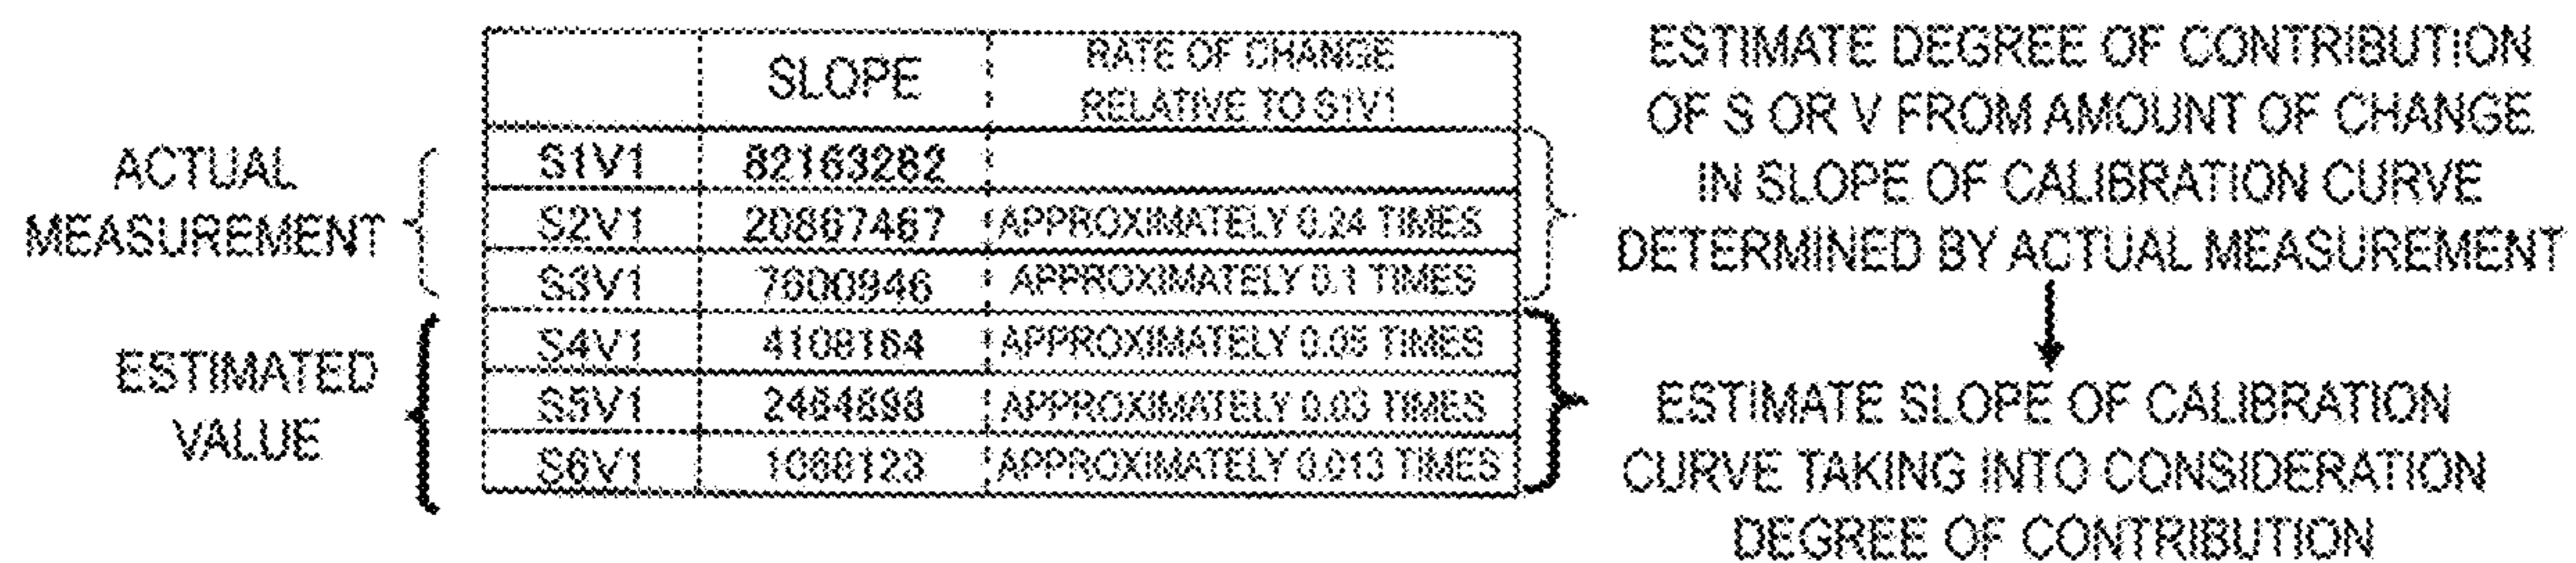 SLOPE
RATE OF CHANGE
RELATIVE TO S1V1
S1V1 82163282
S2V1 20867467 APPROXIMATELY 0.24 TIMES
S3V1 7600946 APPROXIMATELY 0.1 TIMES
S4V1 4108164 APPROXIMATELY 0.05 TIMES
S5V1 APPROXIMATELY 0.03 TIMES
S6V1 1068123 APPROXIMATELY 0.013 TIMES
ACTUAL
MEASUREMENT
ESTIMATED
VALUE
ESTIMATE DEGREE OF CONTRIBUTION
OF S OR V FROM AMOUNT OF CHANGE
IN SLOPE OF CALIBRATION CURVE
DETERMINED BY ACTUAL MEASUREMENT
ESTIMATE SLOPE OF CALIBRATION
CURVE TAKING INTO CONSIDERATION
DEGREE OF CONTRIBUTION